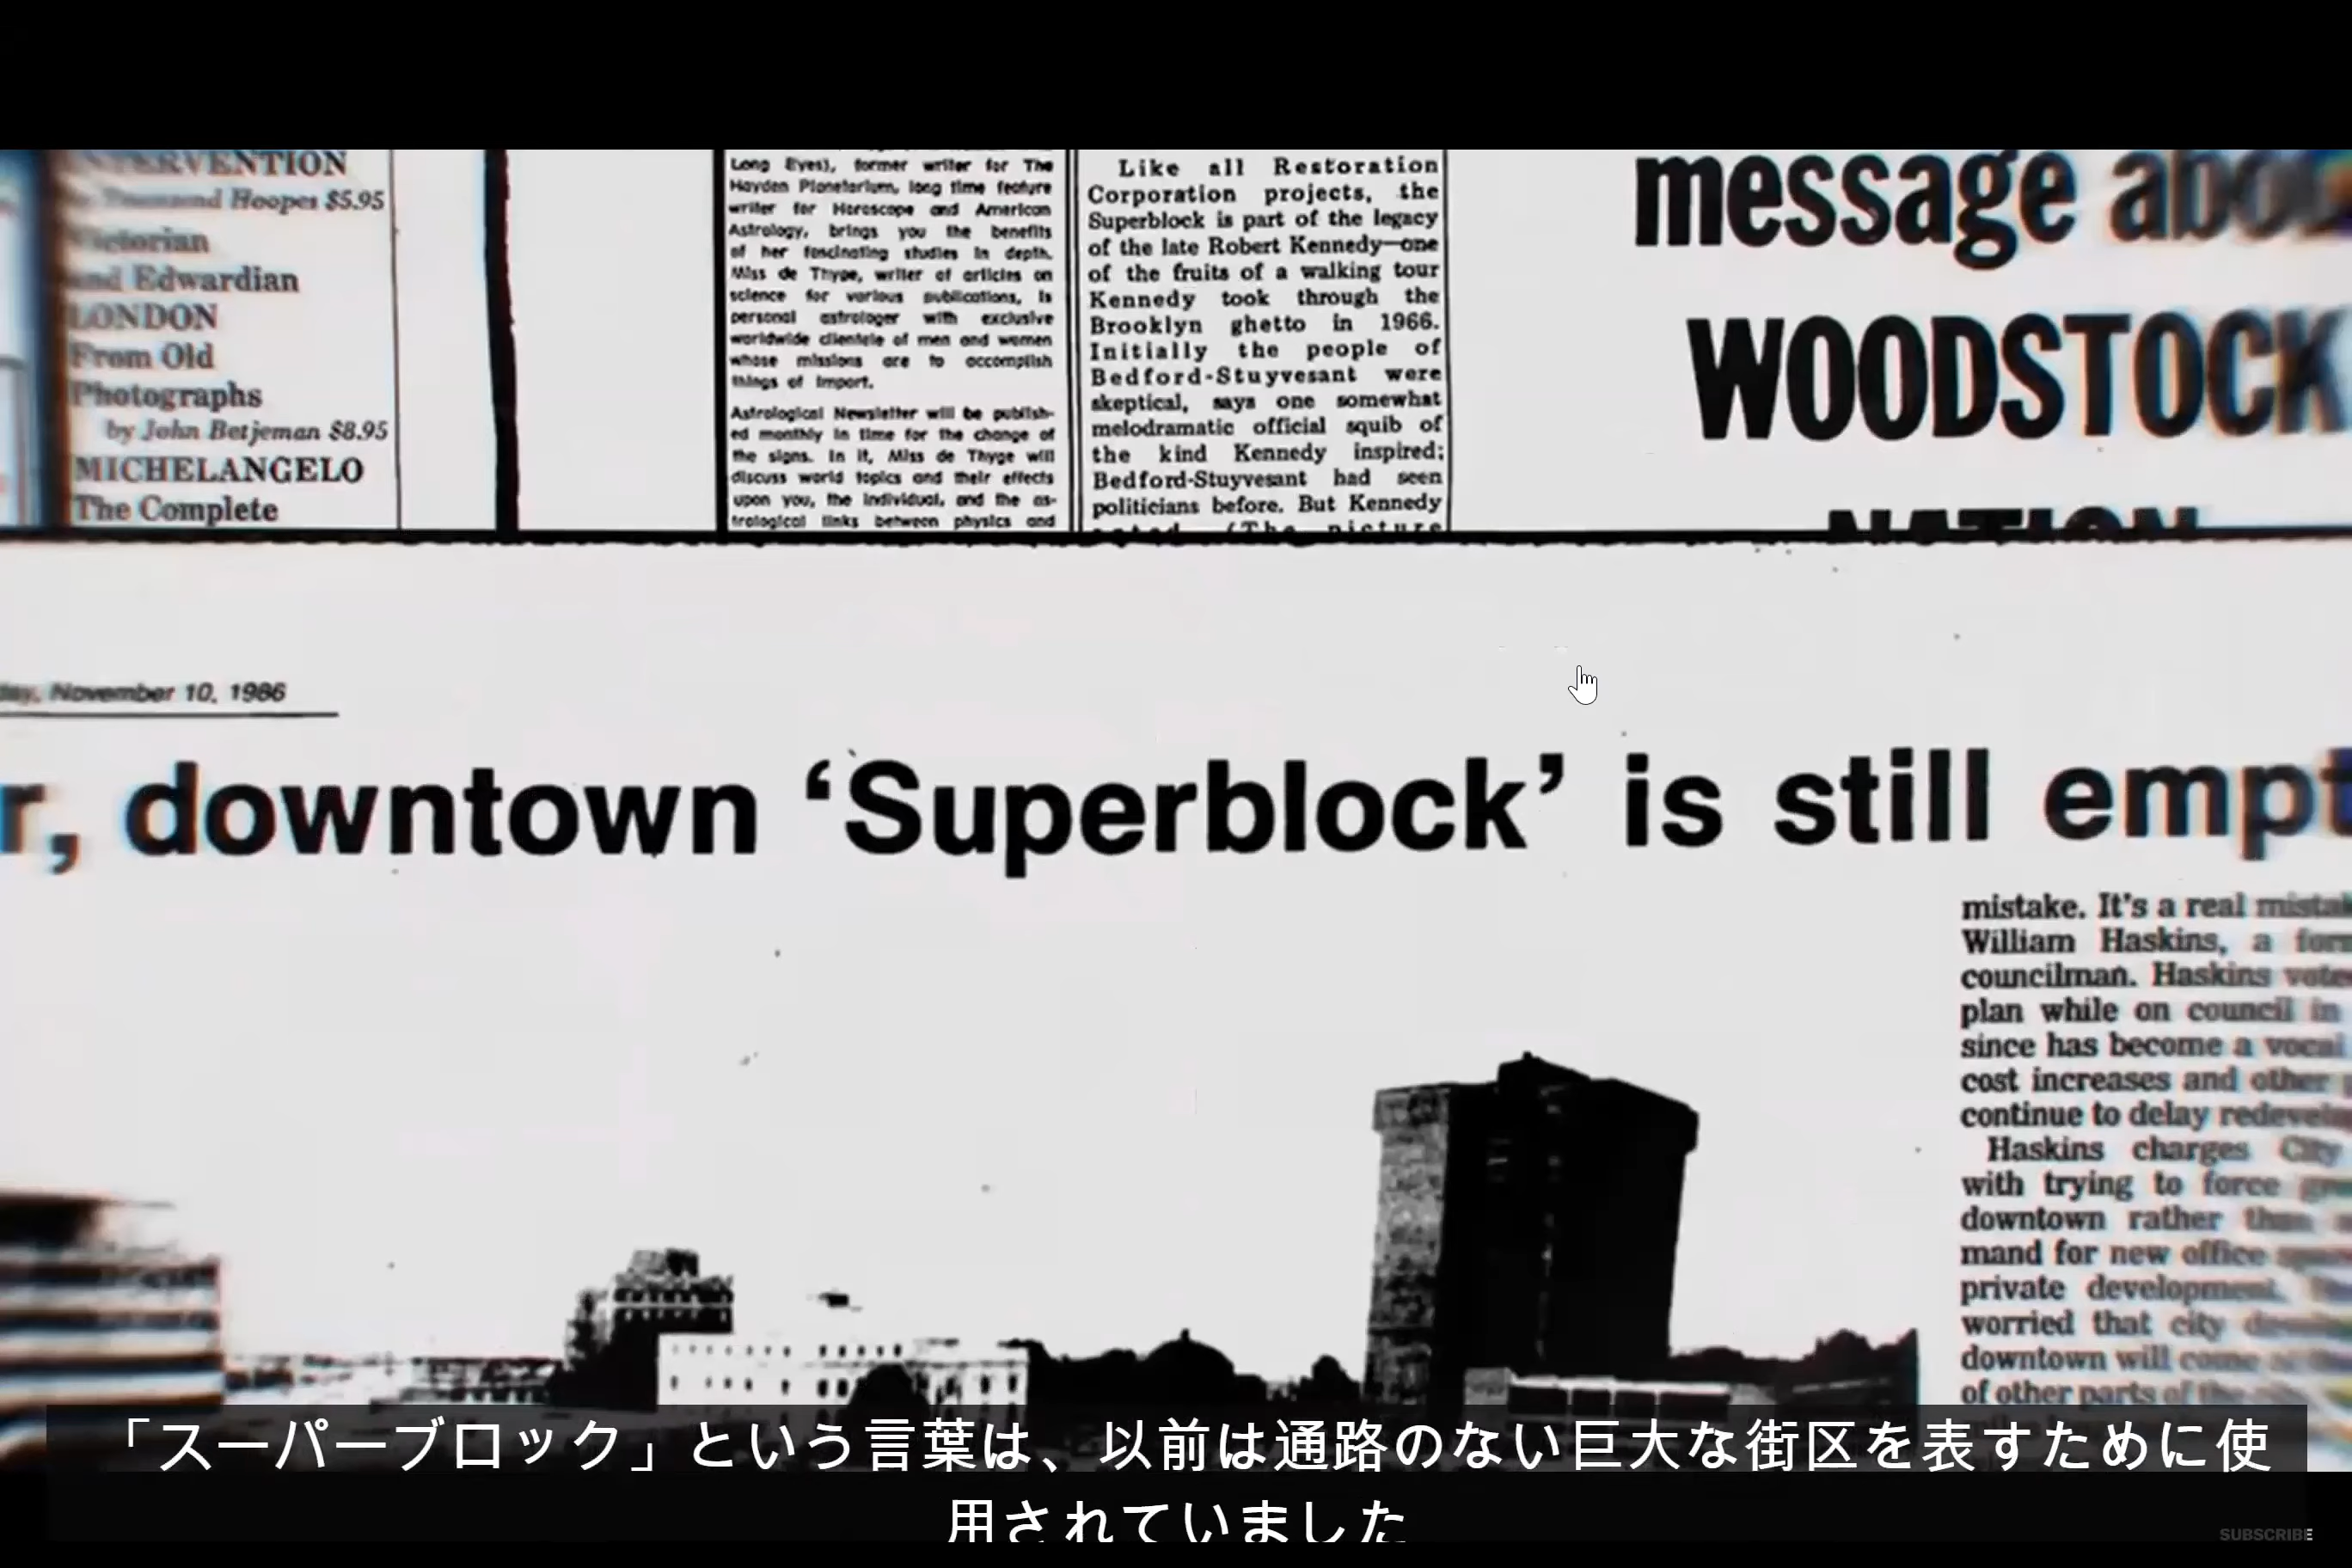 INTERVENTION
Townsend Hoopes $5.95
Victorian
and Edwardian
LONDON
From Old
Photographs
by John Betjeman $8.95
MICHELANGELO
The Complete
Long Eyes), former writer for The
Hayden Planetarium, long time feature
writer for Horoscope and American
Astrology, brings you the benefits
of her fascinating studies in depth.
Miss de Thype, writer of articles on
science for various publications, is
personal astrologer with exclusive
worldwide clientele of men and women
whose missions are to accomplish
things of import.
Astrological Newsletter will be publish-
ed monthly in time for the change of
the signs. In it, Miss de Thyge will
discuss world topics and their effects
upon you, the individual, and the as-
trological links between physics and
Like all Restoration
Corporation projects, the
Superblock is part of the legacy
of the late Robert Kennedy—one
of the fruits of a walking tour
Kennedy took through the
Brooklyn ghetto in 1966.
Initially the people of
Bedford-Stuyvesant were
skeptical, says one somewhat
melodramatic official squib of
the kind Kennedy inspired;
Bedford-Stuyvesant had seen
politicians before. But Kennedy
(The picture
message abou
WOODSTOCK
NATION
day, November 10, 1986
r, downtown ‘Superblock’ is still empt
mistake. It's a real mistak
William Haskins, a form
councilman. Haskins vote
plan while on council in
since has become a vocal
cost increases and other
continue to delay redevelo
Haskins charges City
with trying to force
downtown rather than
mand for new office
private development.
worried that city
downtown will come
of other parts of the
「スーパーブロック」という言葉は、以前は通路のない巨大な街区を表すために使
用されていました
SUBSCRIBE